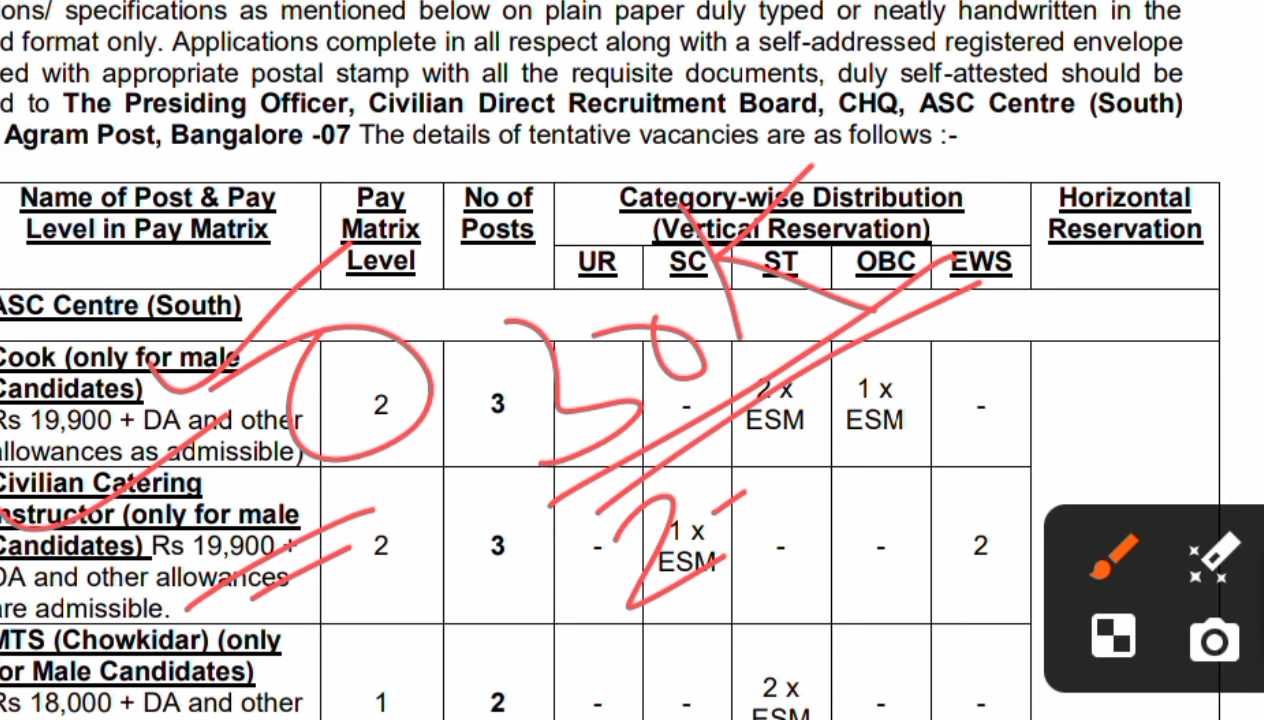 ons/ specifications as mentioned below on plain paper duly typed or neatly handwritten in the
d format only. Applications complete in all respect along with a self-addressed registered envelope
ed with appropriate postal stamp with all the requisite documents, duly self-attested should be
d to The Presiding Officer, Civilian Direct Recruitment Board, CHQ, ASC Centre (South)
Agram Post, Bangalore -07 The details of tentative vacancies are as follows :-
Name of Post & Pay Level in Pay Matrix
Pay Matrix Level
No of Posts
Category-wise Distribution
(Vertical Reservation)
Horizontal Reservation
UR SC ST OBC EWS
ASC Centre (South)
Cook (only for male
Candidates)
Rs 19,900 + DA and other
allowances as admissible)
2 3 - 2 x ESM 1 x ESM -
Civilian Catering
Instructor (only for male
Candidates) Rs 19,900 +
DA and other allowances
are admissible.
2 3 - 1 x ESM - - 2
MTS (Chowkidar) (only
for Male Candidates)
Rs 18,000 + DA and other
1 2 - - 2 x ESM - -